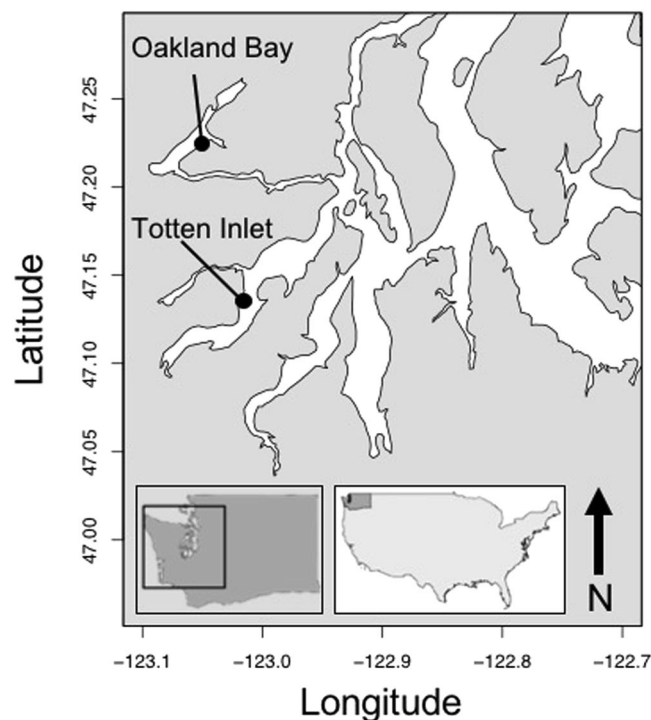 Oakland Bay
Totten Inlet
Latitude
47.25
47.20
47.15
47.10
47.05
47.00
N
−123.1 −123.0 −122.9 −122.8 −122.7
Longitude